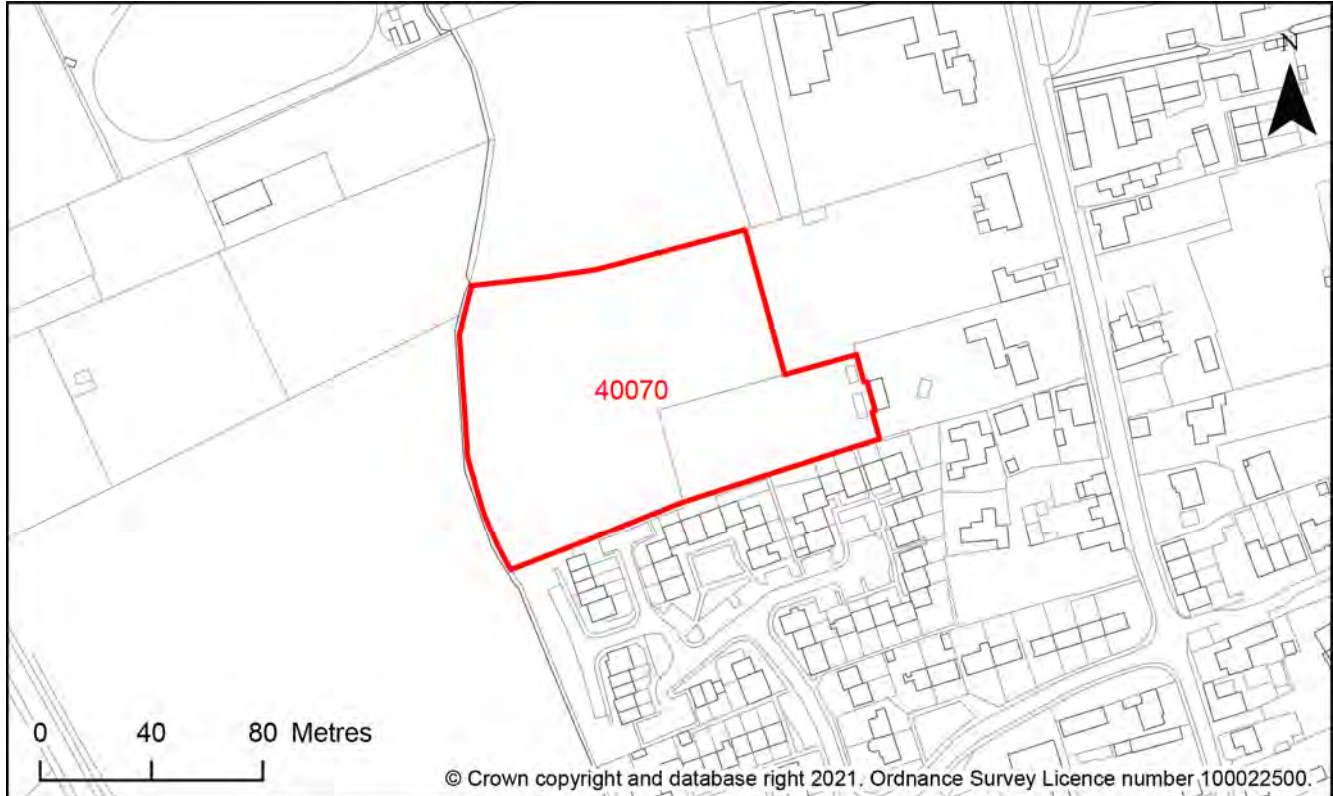 N
40070
0 40 80 Metres
© Crown copyright and database right 2021. Ordnance Survey Licence number 100022500.